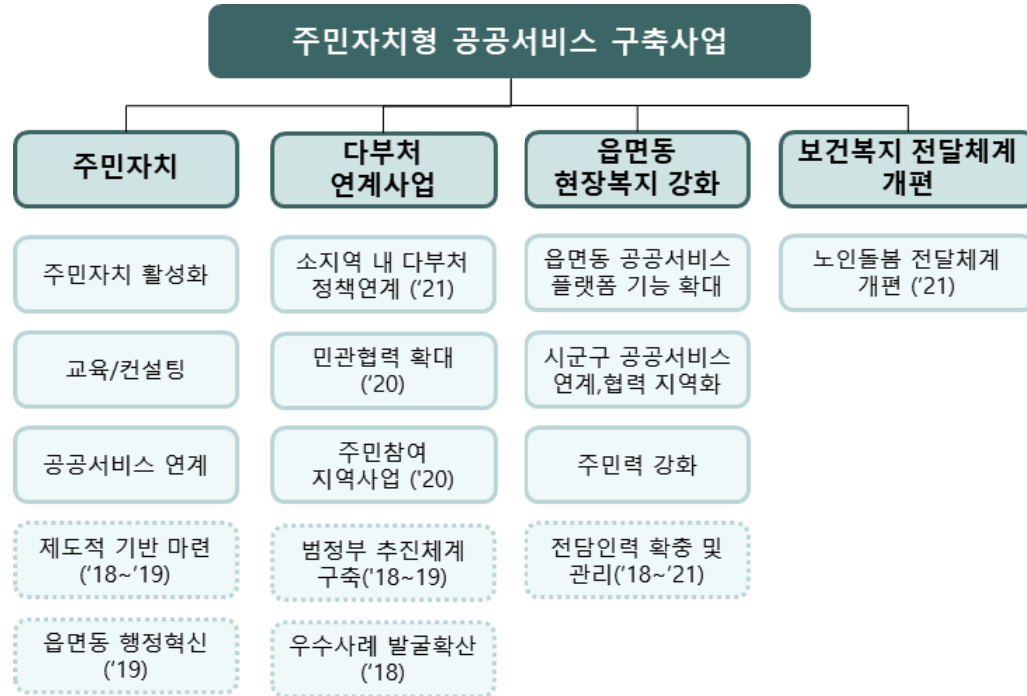 주민자치형 공공서비스 구축사업
주민자치
주민자치 활성화
교육/컨설팅
공공서비스 연계
제도적 기반 마련
(‘18~’19)
읍면동 행정혁신
(‘19)
다부처
연계사업
소지역 내 다부처
정책연계 (‘21)
민관협력 확대
(‘20)
주민참여
지역사업 ('20)
범정부 추진체계
구축('18~19)
우수사례 발굴확산
(‘18)
읍면동
현장복지 강화
읍면동 공공서비스
플랫폼 기능 확대
시군구 공공서비스
연계,협력 지역화
주민력 강화
전담인력 확충 및
관리(‘18~‘21)
보건복지 전달체계
개편
노인돌봄 전달체계
개편 (‘21)